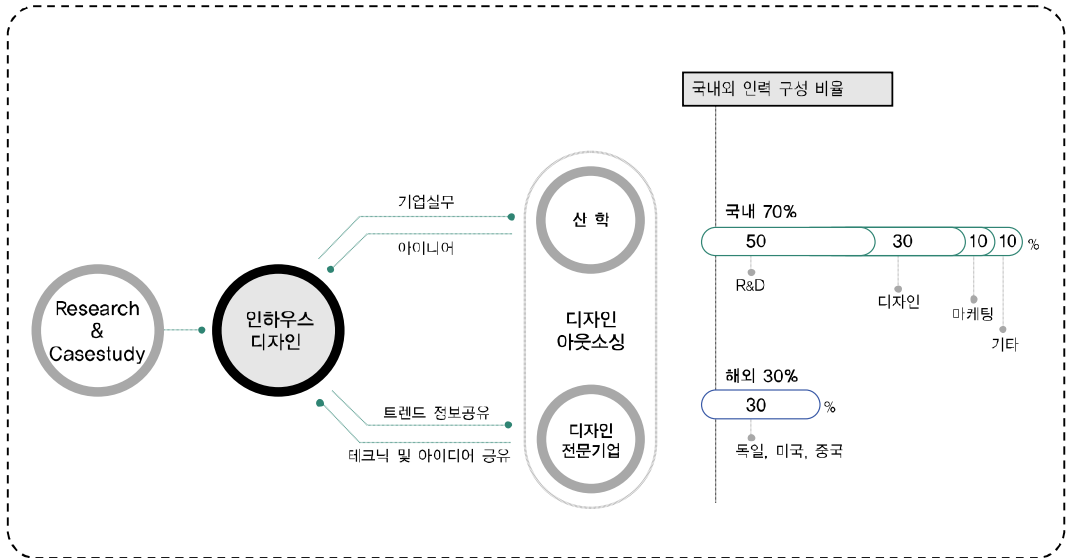 국내외 인력 구성 비율
기업실무
아이니어
산 학
국내 70%
50
30
10
10
%
R&D
디자인
마케팅
기타
Research
&
Casestudy
인하우스
디자인
디자인
아웃소싱
트렌드 정보공유
테크닉 및 아이디어 공유
디자인
전문기업
해외 30%
30
%
독일, 미국, 중국